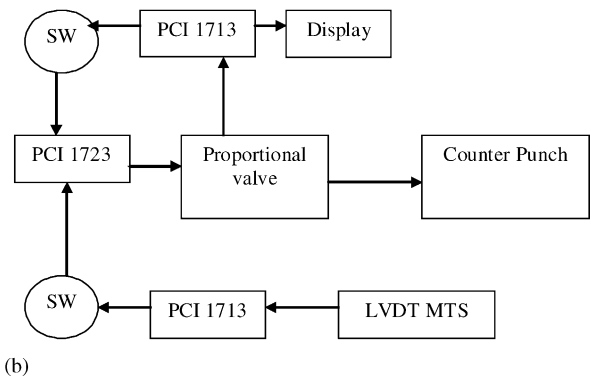 SW
PCI 1713
Display
PCI 1723
Proportional
valve
Counter Punch
SW
PCI 1713
LVDT MTS
(b)